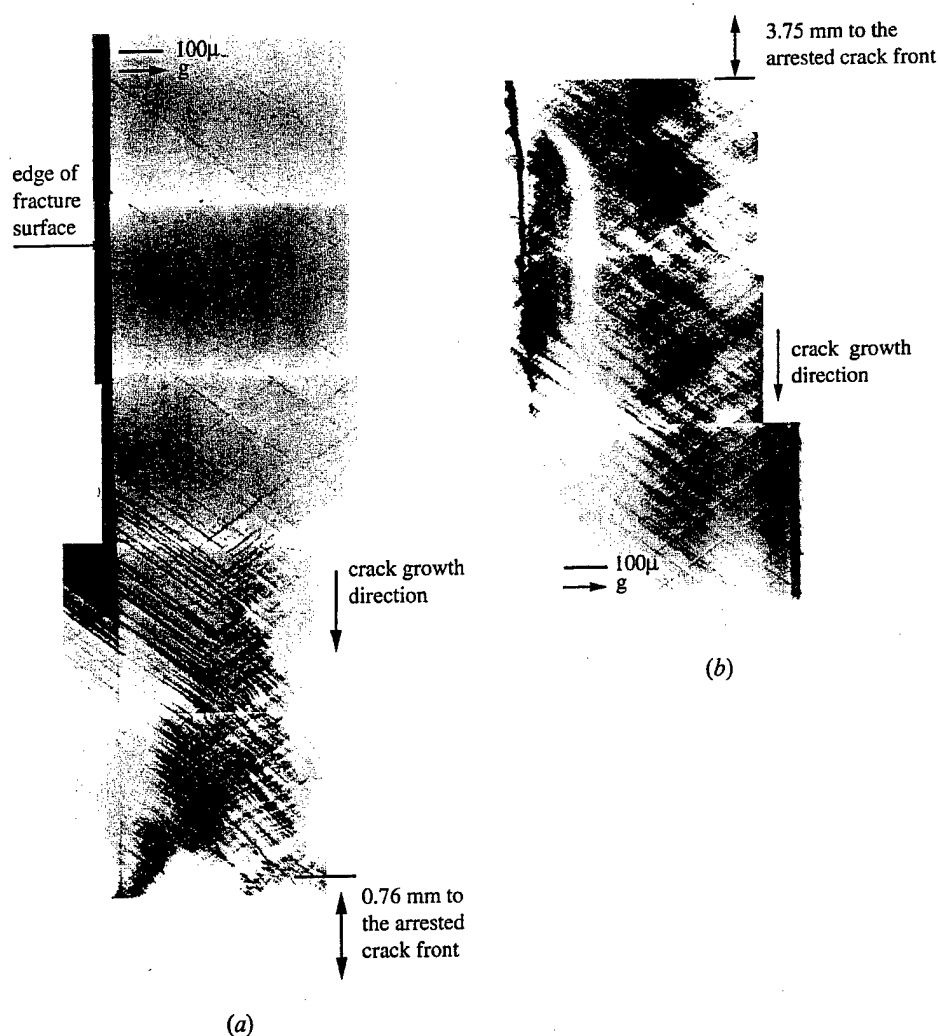 100μ
g
edge of
fracture
surface
crack growth
direction
0.76 mm to
the arrested
crack front
(a)
3.75 mm to the
arrested crack front
crack growth
direction
100μ
g
(b)